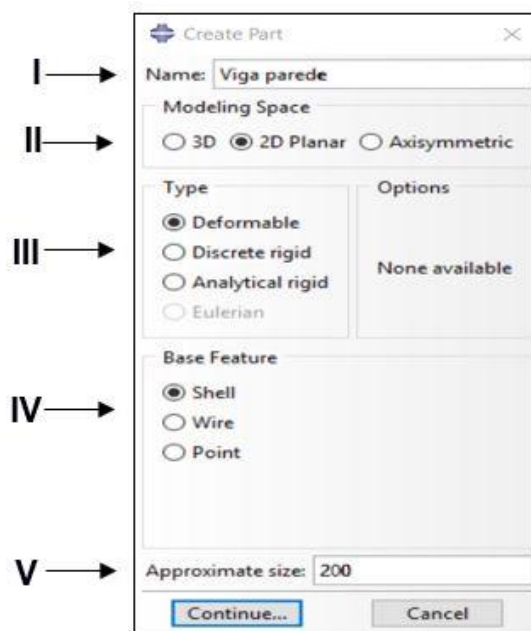 Create Part
I Name: Viga parede
Modeling Space
II 3D 2D Planar Axisymmetric
Type Options
Deformable
III Discrete rigid
None available
Analytical rigid
Eulerian
Base Feature
Shell
IV Wire
Point
V Approximate size: 200
Continue... Cancel